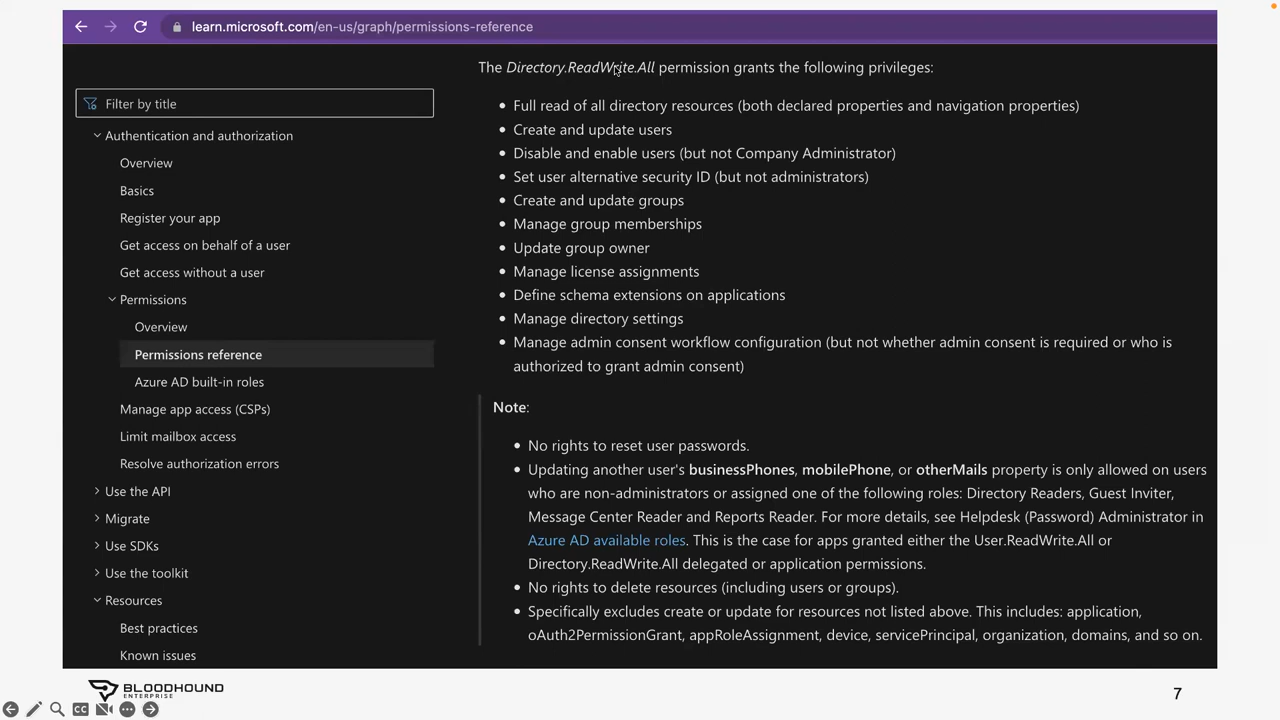 learn.microsoft.com/en-us/graph/permissions-reference
Filter by title
Authentication and authorization
Overview
Basics
Register your app
Get access on behalf of a user
Get access without a user
Permissions
Overview
Permissions reference
Azure AD built-in roles
Manage app access (CSPs)
Limit mailbox access
Resolve authorization errors
Use the API
Migrate
Use SDKs
Use the toolkit
Resources
Best practices
Known issues
The Directory.ReadWrite.All permission grants the following privileges:
• Full read of all directory resources (both declared properties and navigation properties)
• Create and update users
• Disable and enable users (but not Company Administrator)
• Set user alternative security ID (but not administrators)
• Create and update groups
• Manage group memberships
• Update group owner
• Manage license assignments
• Define schema extensions on applications
• Manage directory settings
• Manage admin consent workflow configuration (but not whether admin consent is required or who is
authorized to grant admin consent)
Note:
• No rights to reset user passwords.
• Updating another user's businessPhones, mobilePhone, or otherMails property is only allowed on users
who are non-administrators or assigned one of the following roles: Directory Readers, Guest Inviter,
Message Center Reader and Reports Reader. For more details, see Helpdesk (Password) Administrator in
Azure AD available roles. This is the case for apps granted either the User.ReadWrite.All or
Directory.ReadWrite.All delegated or application permissions.
• No rights to delete resources (including users or groups).
• Specifically excludes create or update for resources not listed above. This includes: application,
oAuth2PermissionGrant, appRoleAssignment, device, servicePrincipal, organization, domains, and so on.
BLOODHOUND
ENTERPRISE
7
CC